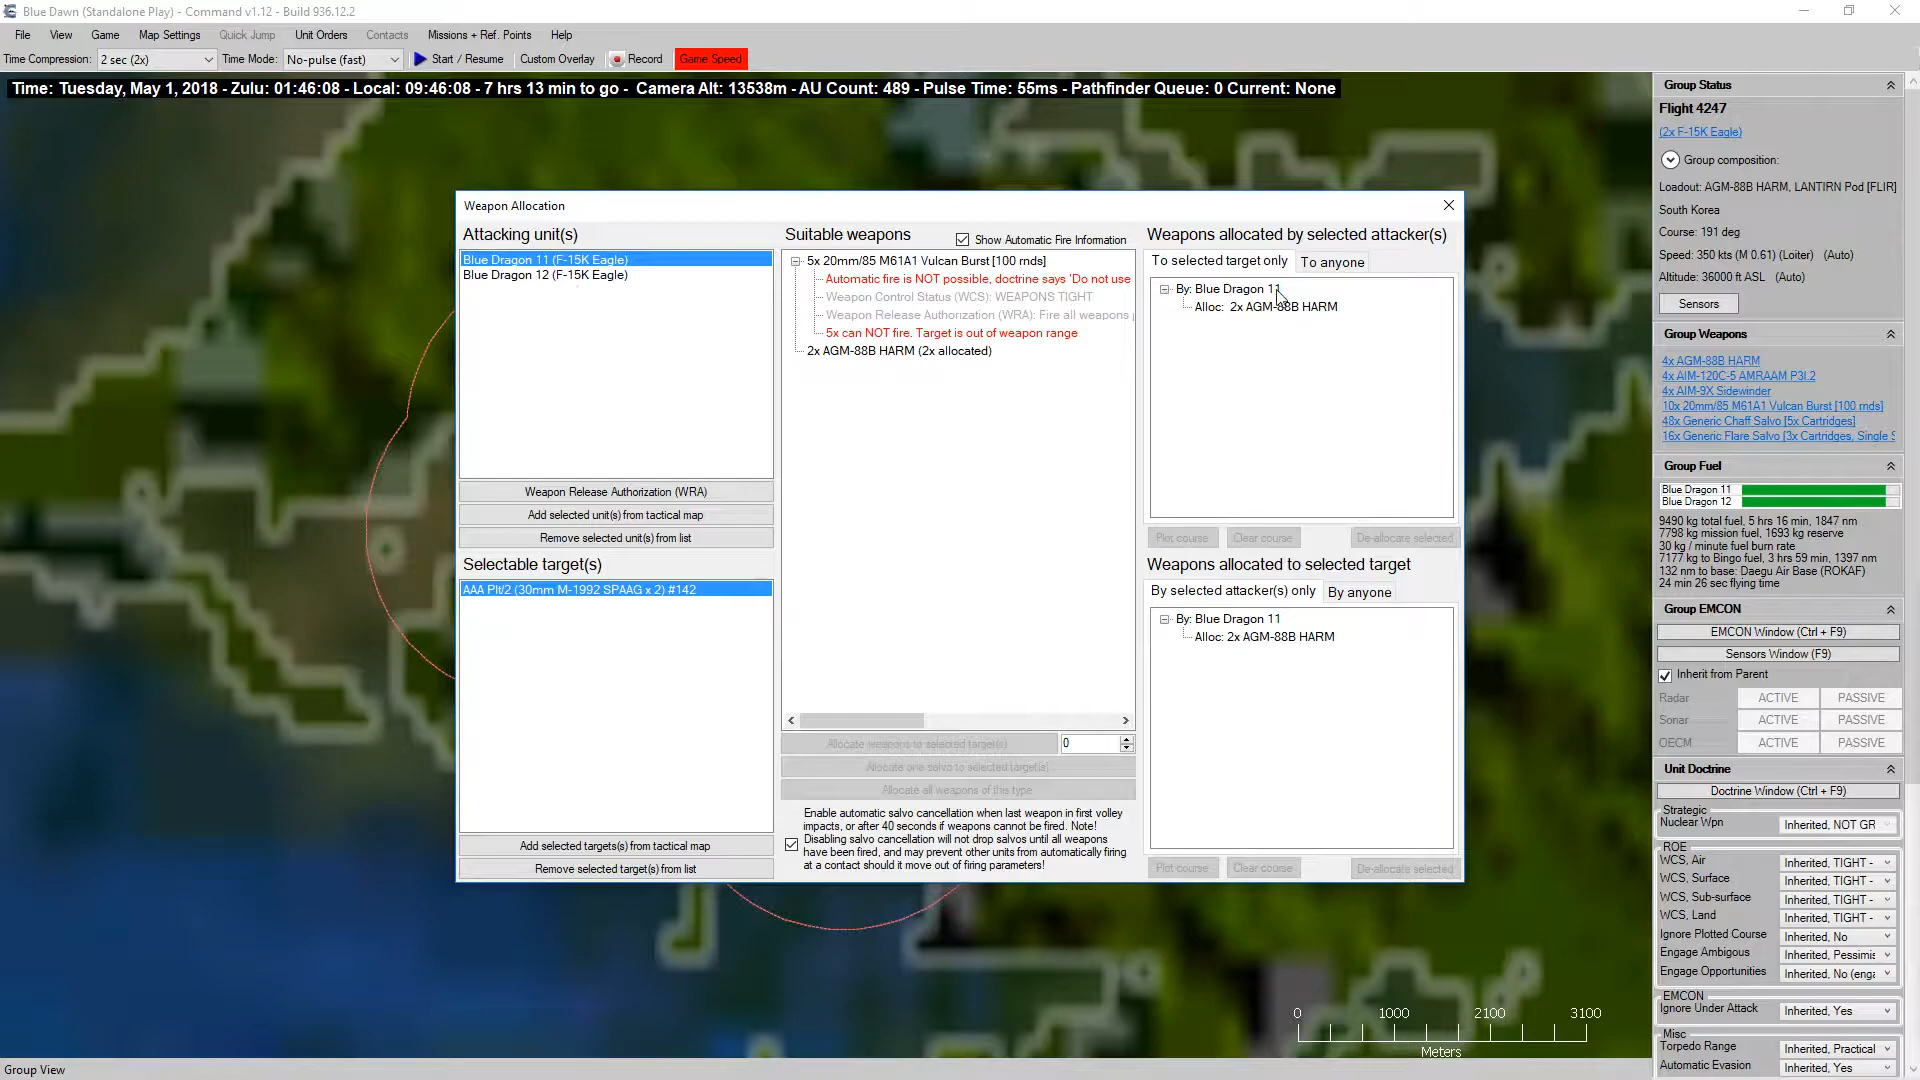 Blue Dawn (Standalone Play) - Command v1.12 - Build 936.12.2
File View Game Map Settings Quick Jump Unit Orders Contacts Missions + Ref. Points Help
Time Compression: 2 sec (2x) Time Mode: No-pulse (fast) Start / Resume Custom Overlay Record Game Speed
Time: Tuesday, May 1, 2018 - Zulu: 01:46:08 - Local: 09:46:08 - 7 hrs 13 min to go - Camera Alt: 13538m - AU Count: 489 - Pulse Time: 55ms - Pathfinder Queue: 0 Current: None
Weapon Allocation
Attacking unit(s)
Blue Dragon 11 (F-15K Eagle)
Blue Dragon 12 (F-15K Eagle)
Weapon Release Authorization (WRA)
Add selected unit(s) from tactical map
Remove selected unit(s) from list
Selectable target(s)
AAA Plt/2 (30mm M-1992 SPAAG x 2) #142
Add selected targets(s) from tactical map
Remove selected target(s) from list
Suitable weapons
Show Automatic Fire Information
5x 20mm/85 M61A1 Vulcan Burst [100 rnds]
Automatic fire is NOT possible, doctrine says 'Do not use
Weapon Control Status (WCS): WEAPONS TIGHT
Weapon Release Authorization (WRA): Fire all weapons
5x can NOT fire. Target is out of weapon range
2x AGM-88B HARM (2x allocated)
Allocate weapons to selected target(s) 0
Allocate one salvo to selected target(s)
Allocate all weapons of this type
Enable automatic salvo cancellation when last weapon in first volley
impacts, or after 40 seconds if weapons cannot be fired. Note!
Disabling salvo cancellation will not drop salvos until all weapons
have been fired, and may prevent other units from automatically firing
at a contact should it move out of firing parameters!
Weapons allocated by selected attacker(s)
To selected target only To anyone
By: Blue Dragon 11
Alloc: 2x AGM-88B HARM
Plot course Clear course De-allocate selected
Weapons allocated to selected target
By selected attacker(s) only By anyone
By: Blue Dragon 11
Alloc: 2x AGM-88B HARM
Plot course Clear course De-allocate selected
Group Status
Flight 4247
(2x F-15K Eagle)
Group composition:
Loadout: AGM-88B HARM, LANTIRN Pod [FLIR]
South Korea
Course: 191 deg
Speed: 350 kts (M 0.61) (Loiter) (Auto)
Altitude: 36000 ft ASL (Auto)
Sensors
Group Weapons
4x AGM-88B HARM
4x AIM-120C-5 AMRAAM P3I.2
4x AIM-9X Sidewinder
10x 20mm/85 M61A1 Vulcan Burst [100 rnds]
48x Generic Chaff Salvo [5x Cartridges]
16x Generic Flare Salvo [3x Cartridges, Single S
Group Fuel
Blue Dragon 11
Blue Dragon 12
9490 kg total fuel, 5 hrs 16 min, 1847 nm
7798 kg mission fuel, 1693 kg reserve
30 kg / minute fuel burn rate
7177 kg to Bingo fuel, 3 hrs 59 min, 1397 nm
132 nm to base: Daegu Air Base (ROKAF)
24 min 26 sec flying time
Group EMCON
EMCON Window (Ctrl + F9)
Sensors Window (F9)
Inherit from Parent
Radar ACTIVE PASSIVE
Sonar ACTIVE PASSIVE
OECM ACTIVE PASSIVE
Unit Doctrine
Doctrine Window (Ctrl + F9)
Strategic
Nuclear Wpn Inherited, NOT GR
ROE
WCS, Air Inherited, TIGHT -
WCS, Surface Inherited, TIGHT -
WCS, Sub-surface Inherited, TIGHT -
WCS, Land Inherited, TIGHT -
Ignore Plotted Course Inherited, No
Engage Ambiguous Inherited, Pessimis
Engage Opportunities Inherited, No (enga
EMCON
Ignore Under Attack Inherited, Yes
Misc
Torpedo Range Inherited, Practical
Automatic Evasion Inherited, Yes
0 1000 2100 3100
Meters
Group View